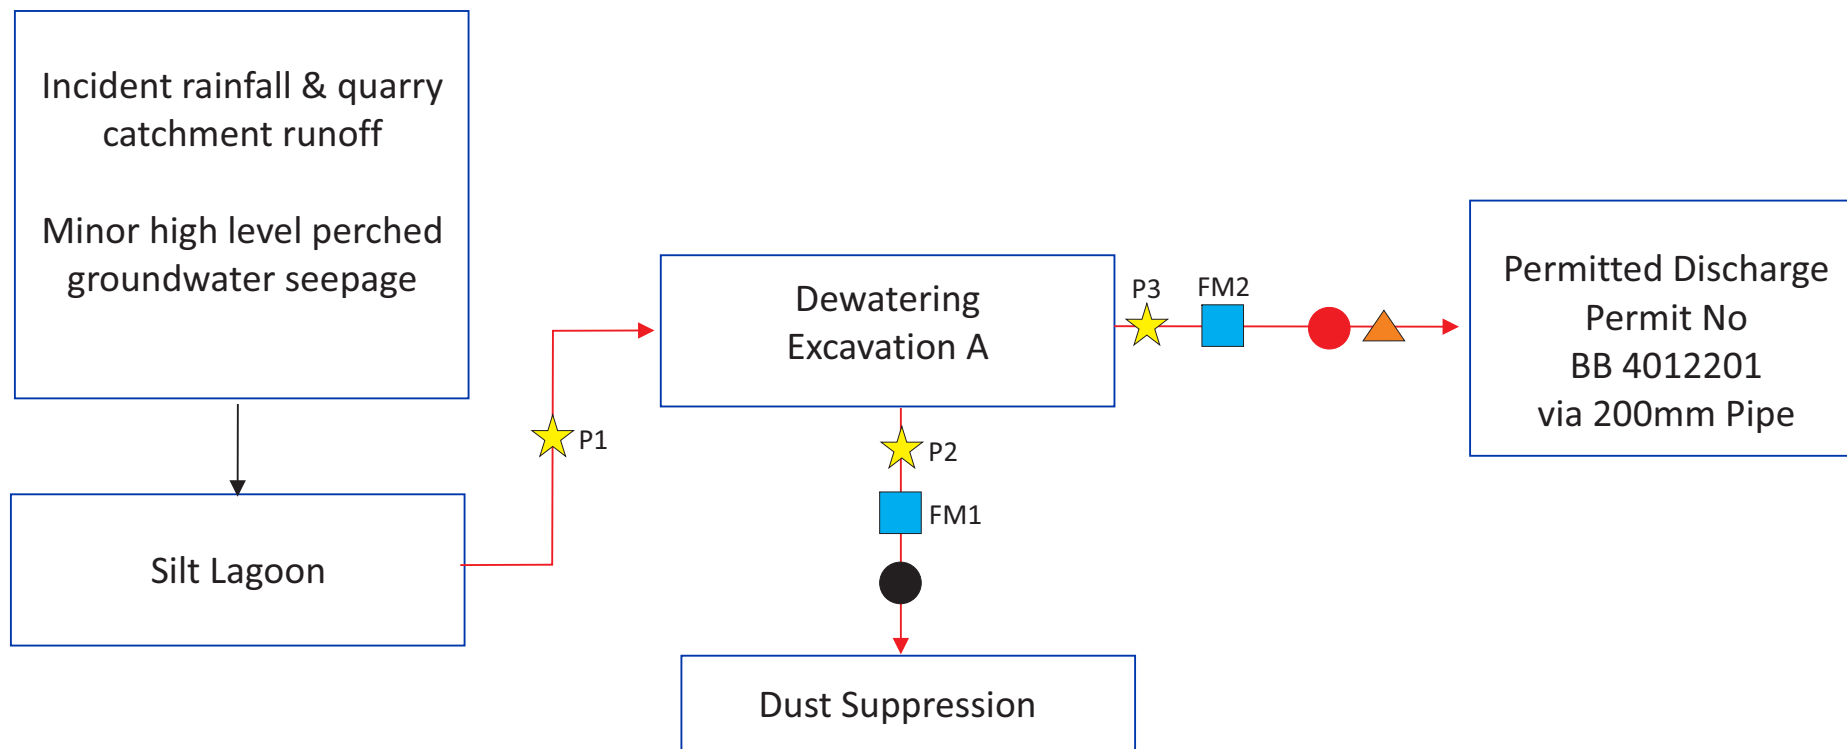 Incident rainfall & quarry
catchment runoff
Minor high level perched
groundwater seepage
Silt Lagoon
P1
Dewatering
Excavation A
P2
FM1
Dust Suppression
P3
FM2
Permitted Discharge
Permit No
BB 4012201
via 200mm Pipe